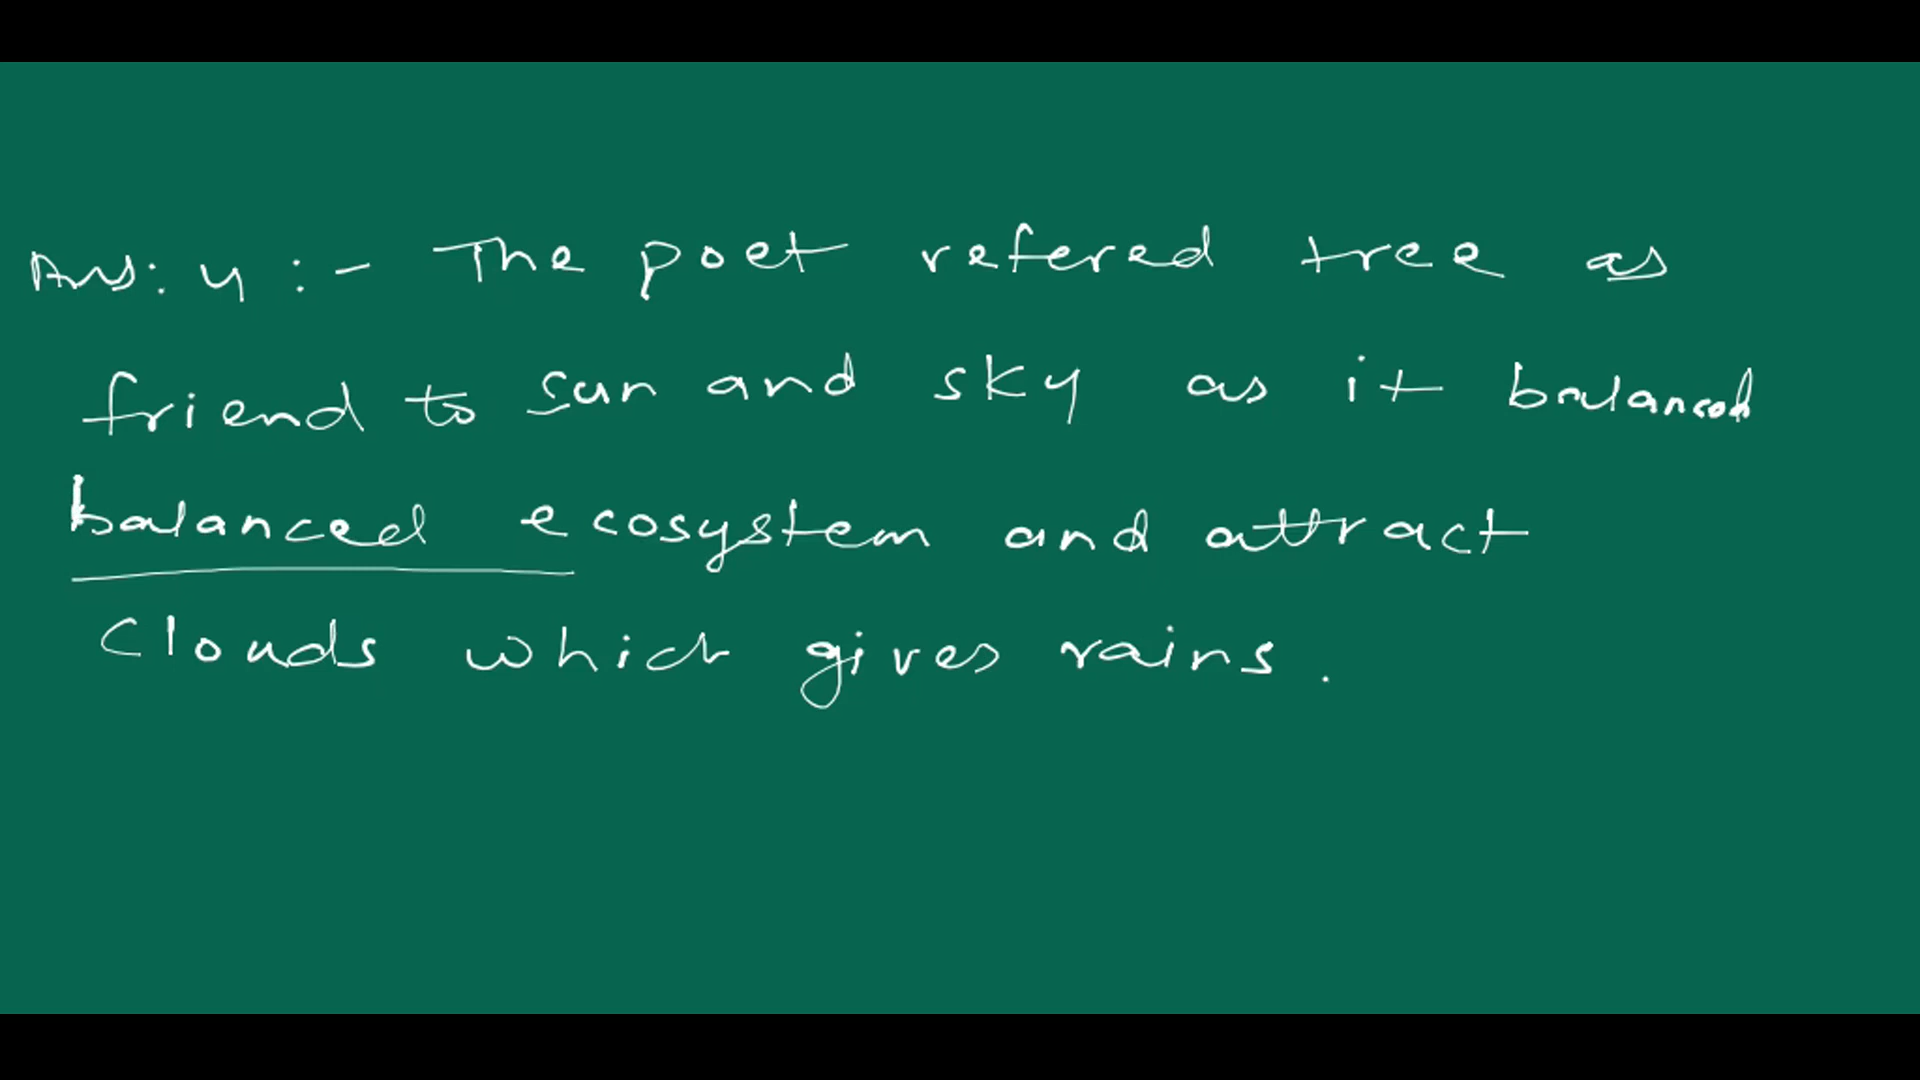 Ans: 4 :- The poet refered tree as
friend to sun and sky as it balanced
balanced ecosystem and attract
Clouds which gives rains.